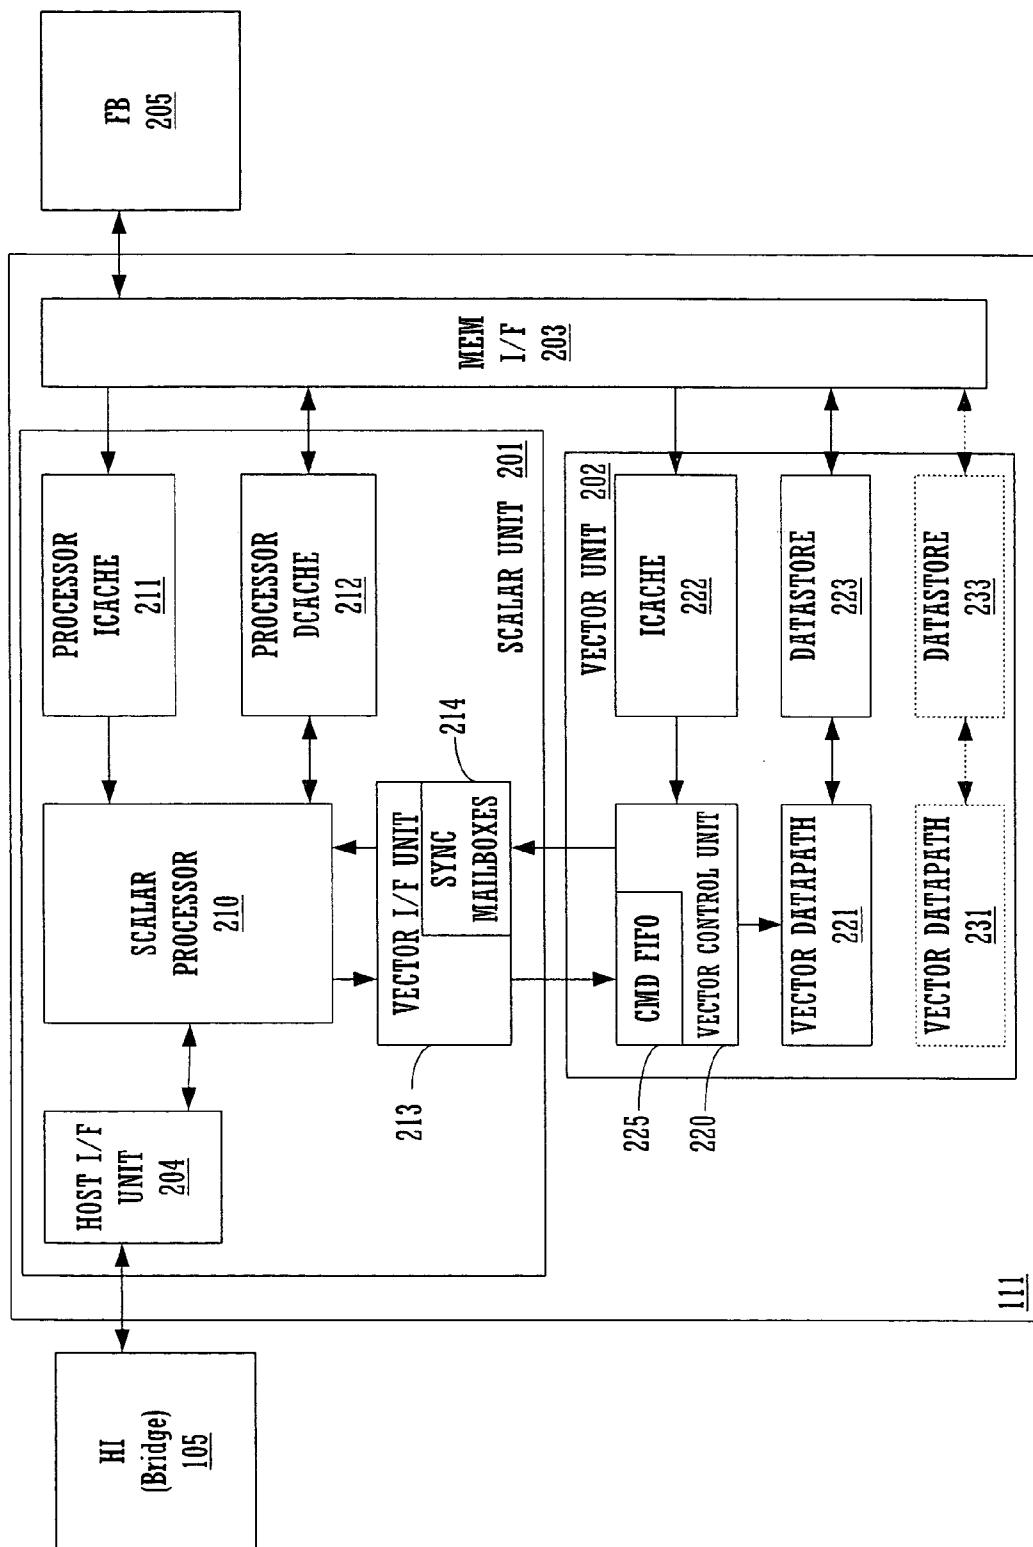 HI
(Bridge)
105
HOST I/F
UNIT
204
SCALAR
PROCESSOR
210
PROCESSOR
ICACHE
211
PROCESSOR
DCACHE
212
213
VECTOR I/F UNIT
SYNC
MAILBOXES
214
SCALAR UNIT 201
MEM
I/F
203
FB
205
VECTOR UNIT 202
225
220
CMD FIFO
VECTOR CONTROL UNIT
ICACHE
222
VECTOR DATAPATH
221
DATASTORE
223
VECTOR DATAPATH
231
DATASTORE
233
111